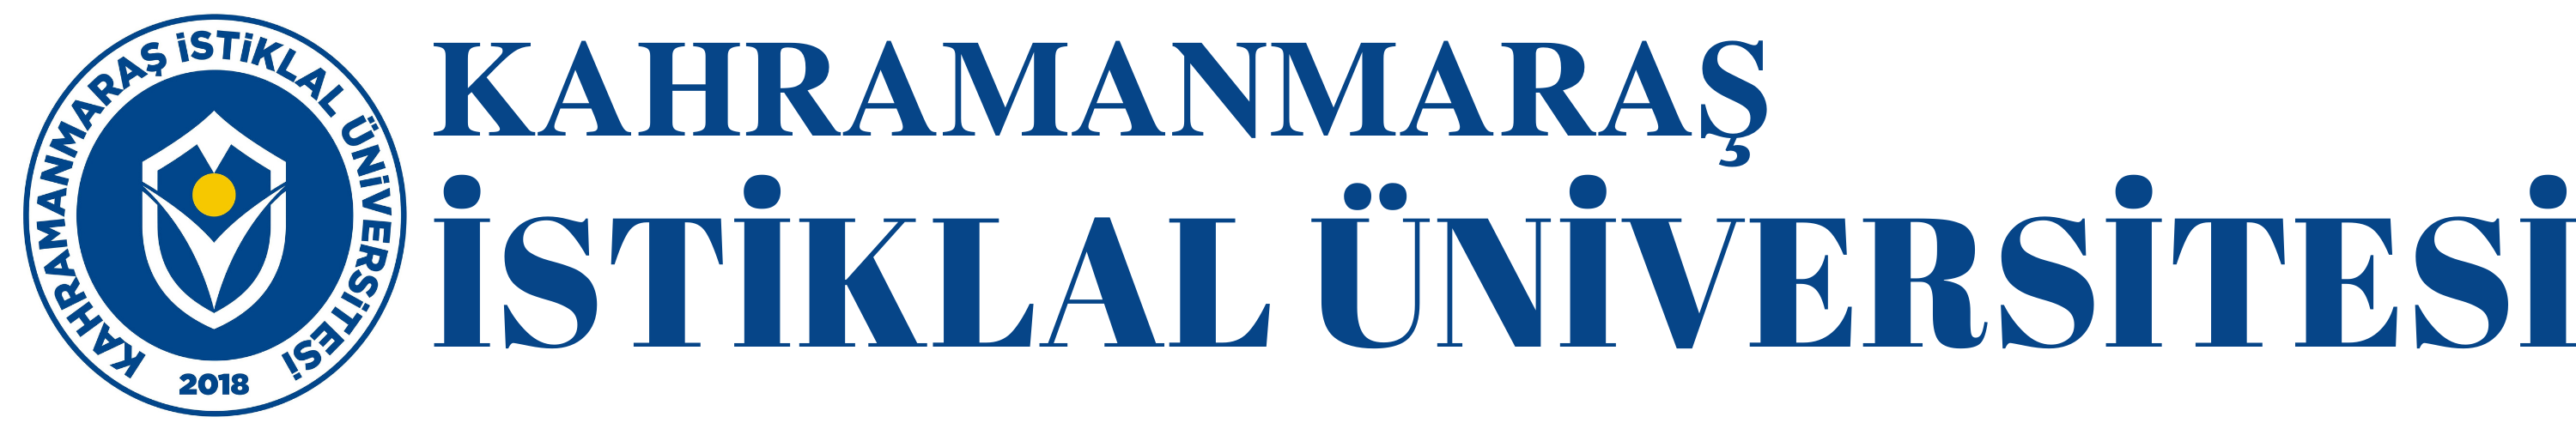 KAHRAMANMARAŞ İSTİKLAL ÜNİVERSİTESİ
2018
KAHRAMANMARAŞ
İSTİKLAL ÜNİVERSİTESİ